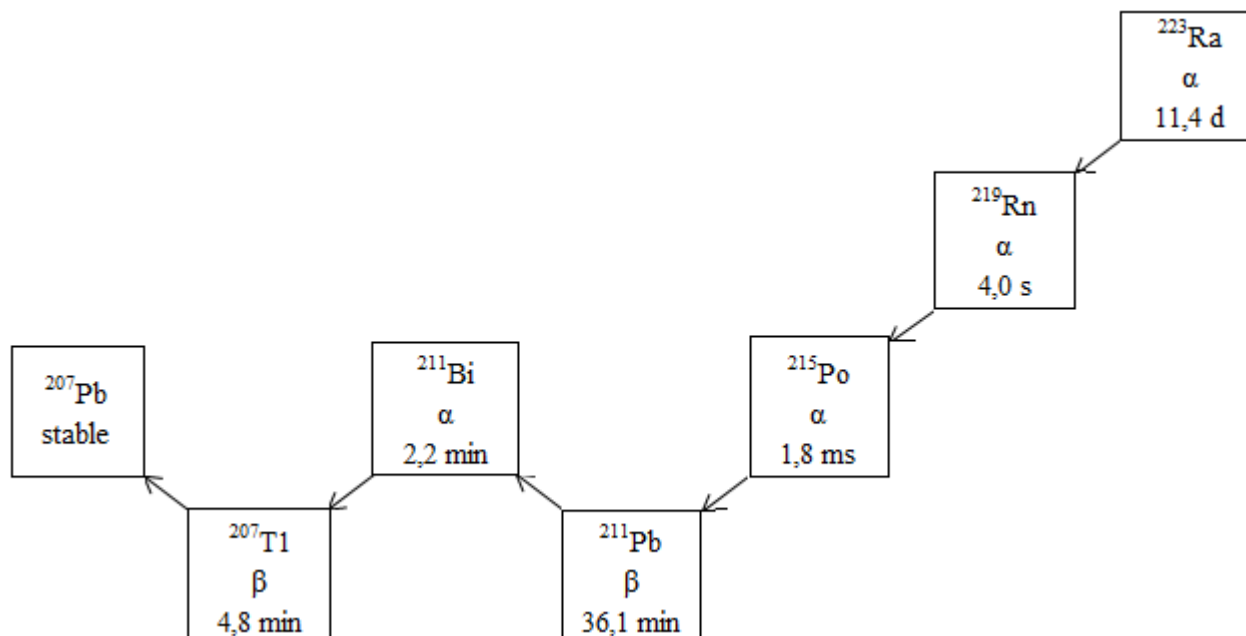 ²²³Ra
α
11,4 d
²¹⁹Rn
α
4,0 s
²¹⁵Po
α
1,8 ms
²¹¹Pb
β
36,1 min
²¹¹Bi
α
2,2 min
²⁰⁷T1
β
4,8 min
²⁰⁷Pb
stable